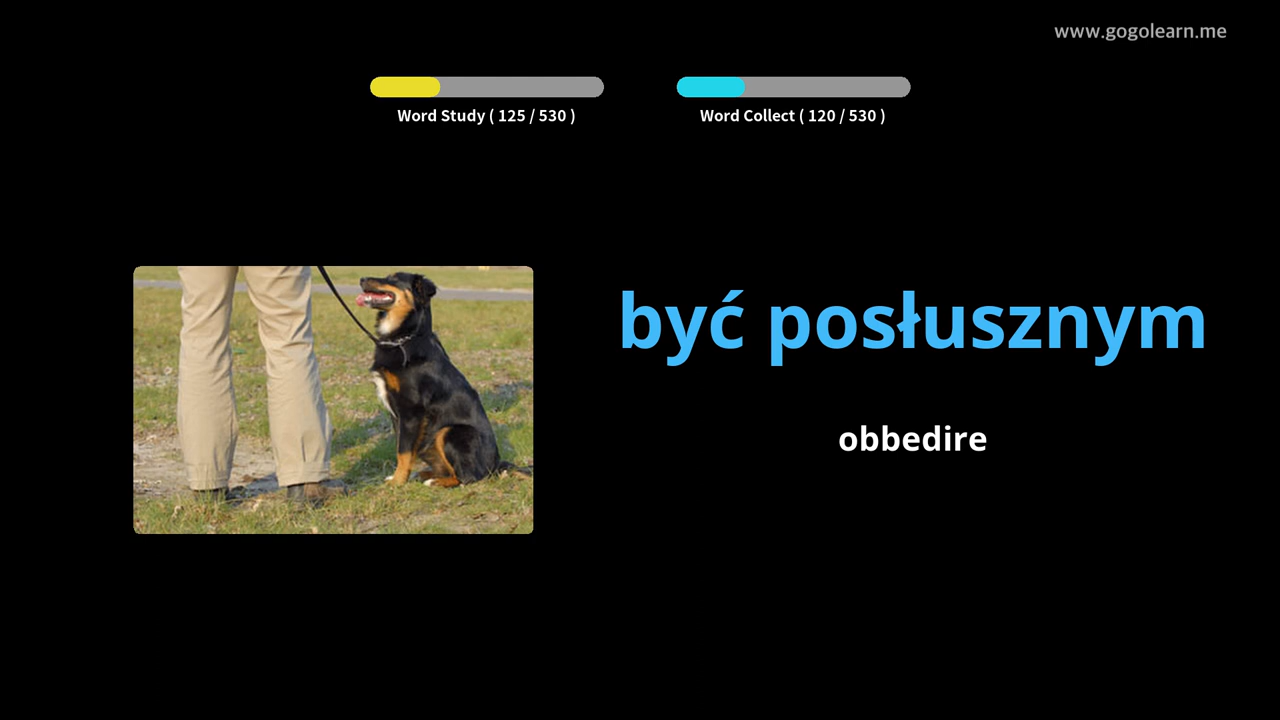 www.gogolearn.me
Word Study ( 125 / 530 )
Word Collect ( 120 / 530 )
być posłusznym
obbedire